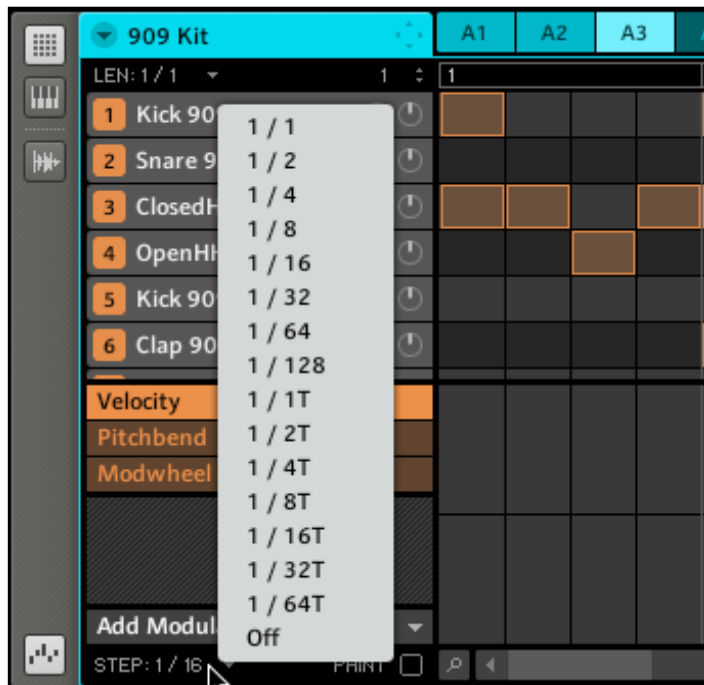 909 Kit
A1 A2 A3
LEN: 1 / 1 1 1
1 Kick 90
2 Snare 9
3 ClosedH
4 OpenHH
5 Kick 90
6 Clap 90
1 / 1
1 / 2
1 / 4
1 / 8
1 / 16
1 / 32
1 / 64
1 / 128
1 / 1T
1 / 2T
1 / 4T
1 / 8T
1 / 16T
1 / 32T
1 / 64T
Off
Velocity
Pitchbend
Modwheel
Add Modul
STEP: 1 / 16 PRINT